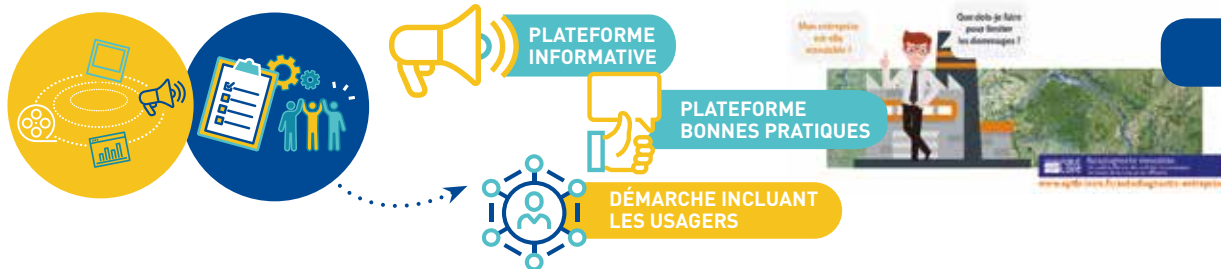 PLATEFORME
INFORMATIVE
PLATEFORME
BONNES PRATIQUES
DÉMARCHE INCLUANT
LES USAGERS
Mon entreprise
est-elle
inondable ?
Que dois-je faire
pour limiter
les dommages ?